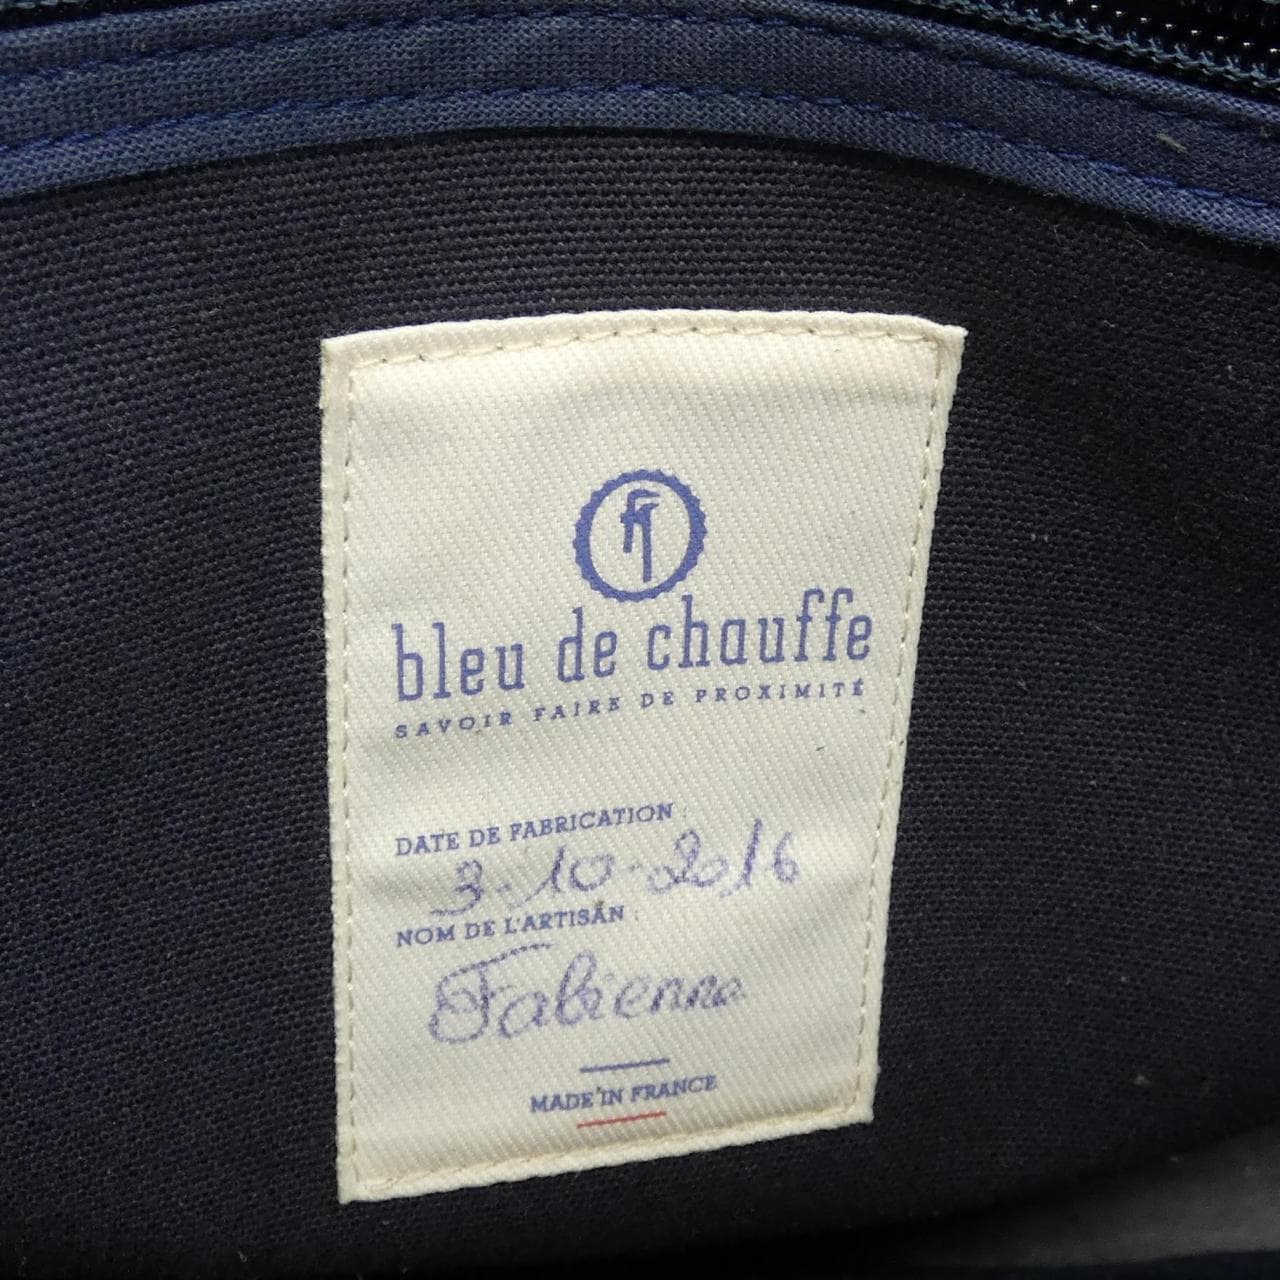 bleu de chauffe
SAVOIR FAIRE DE PROXIMITÉ
DATE DE FABRICATION :
3-10-2016
NOM DE L'ARTISAN :
Fabienne
MADE IN FRANCE